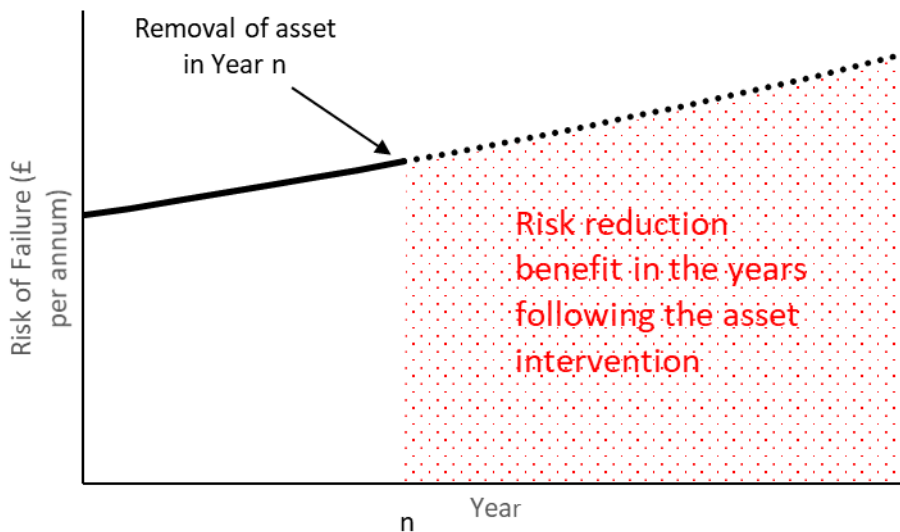 Removal of asset
in Year n
Risk of Failure (£
per annum)
Risk reduction
benefit in the years
following the asset
intervention
Year
n